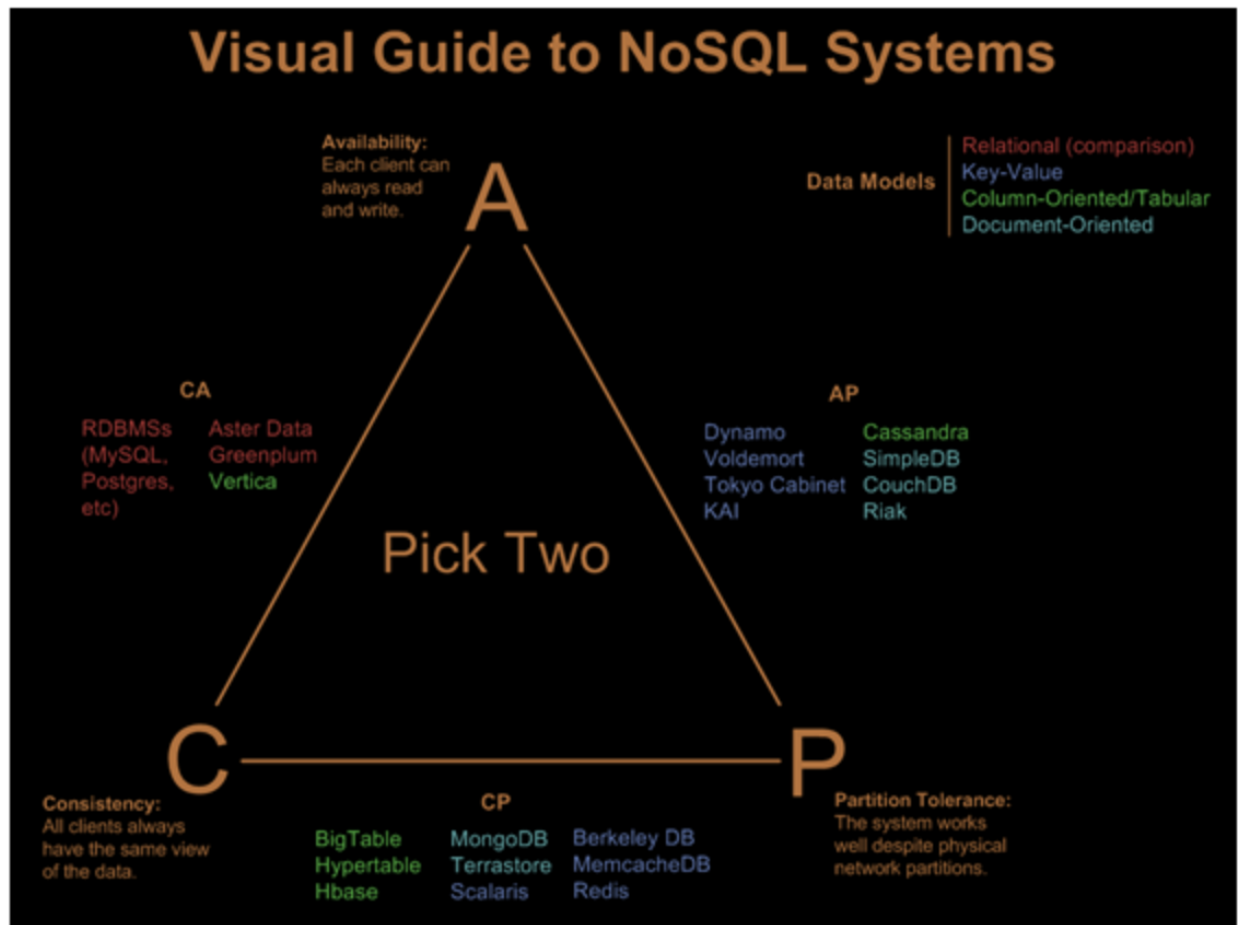 Visual Guide to NoSQL Systems
Availability:
Each client can
always read
and write.
A
Data Models
Relational (comparison)
Key-Value
Column-Oriented/Tabular
Document-Oriented
CA
RDBMSs
(MySQL,
Postgres,
etc)
Aster Data
Greenplum
Vertica
AP
Dynamo
Voldemort
Tokyo Cabinet
KAI
Cassandra
SimpleDB
CouchDB
Riak
Pick Two
C
Consistency:
All clients always
have the same view
of the data.
P
Partition Tolerance:
The system works
well despite physical
network partitions.
CP
BigTable
Hypertable
Hbase
MongoDB
Terrastore
Scalaris
Berkeley DB
MemcacheDB
Redis